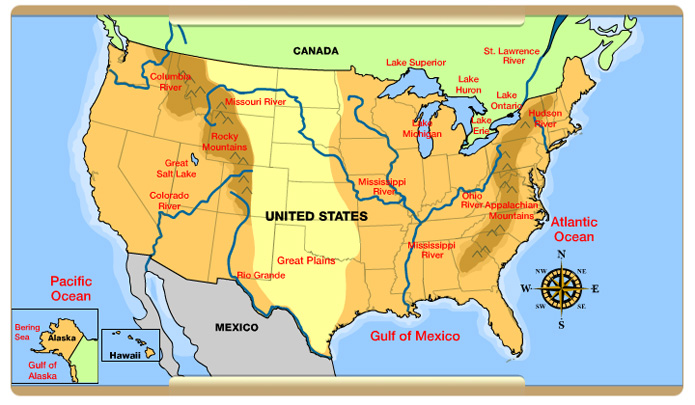 CANADA
St. Lawrence
River
Lake Superior
Columbia
River
Lake
Huron
Missouri River
Lake
Ontario
Hudson
River
Lake
Michigan
Lake
Erie
Rocky
Mountains
Great
Salt Lake
Mississippi
River
Colorado
River
Ohio
River
Appalachian
Mountains
UNITED STATES
Atlantic
Ocean
Mississippi
River
Great Plains
Rio Grande
Pacific
Ocean
N
NW
NE
W
E
SW
SE
S
MEXICO
Gulf of Mexico
Bering
Sea
Alaska
Gulf of
Alaska
Hawaii